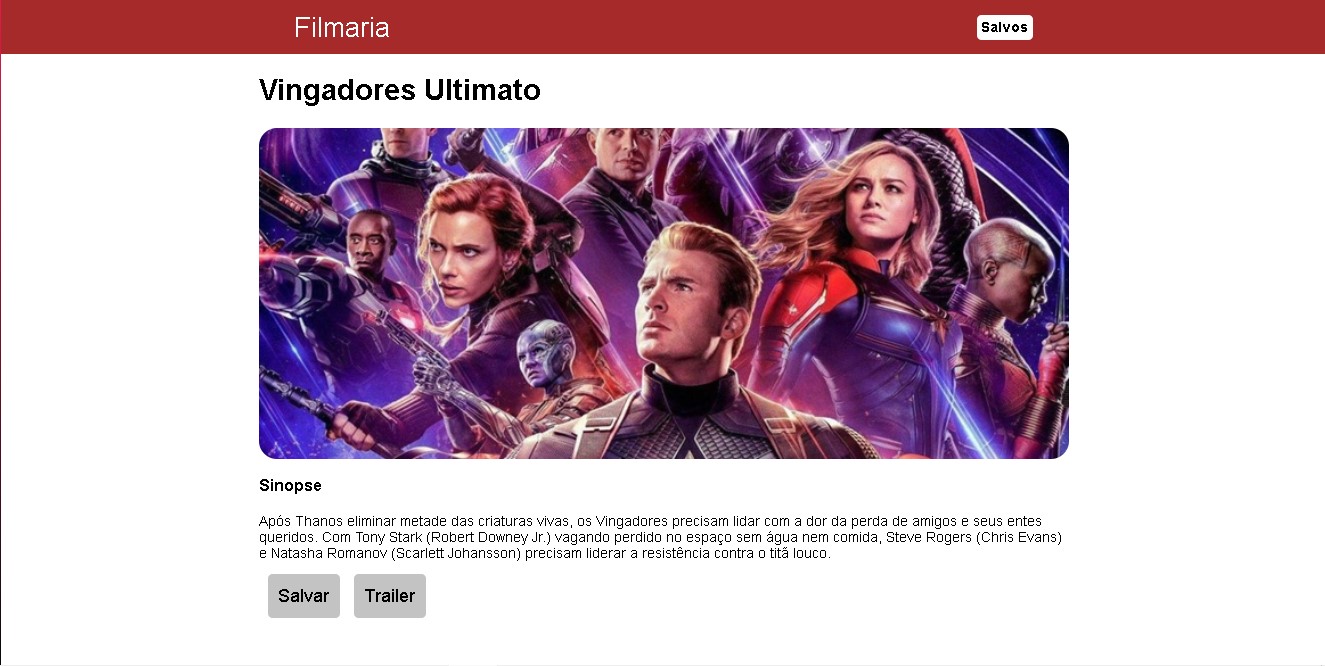 Filmaria
Salvos
Vingadores Ultimato
Sinopse
Após Thanos eliminar metade das criaturas vivas, os Vingadores precisam lidar com a dor da perda de amigos e seus entes
queridos. Com Tony Stark (Robert Downey Jr.) vagando perdido no espaço sem água nem comida, Steve Rogers (Chris Evans)
e Natasha Romanov (Scarlett Johansson) precisam liderar a resistência contra o titã louco.
Salvar
Trailer